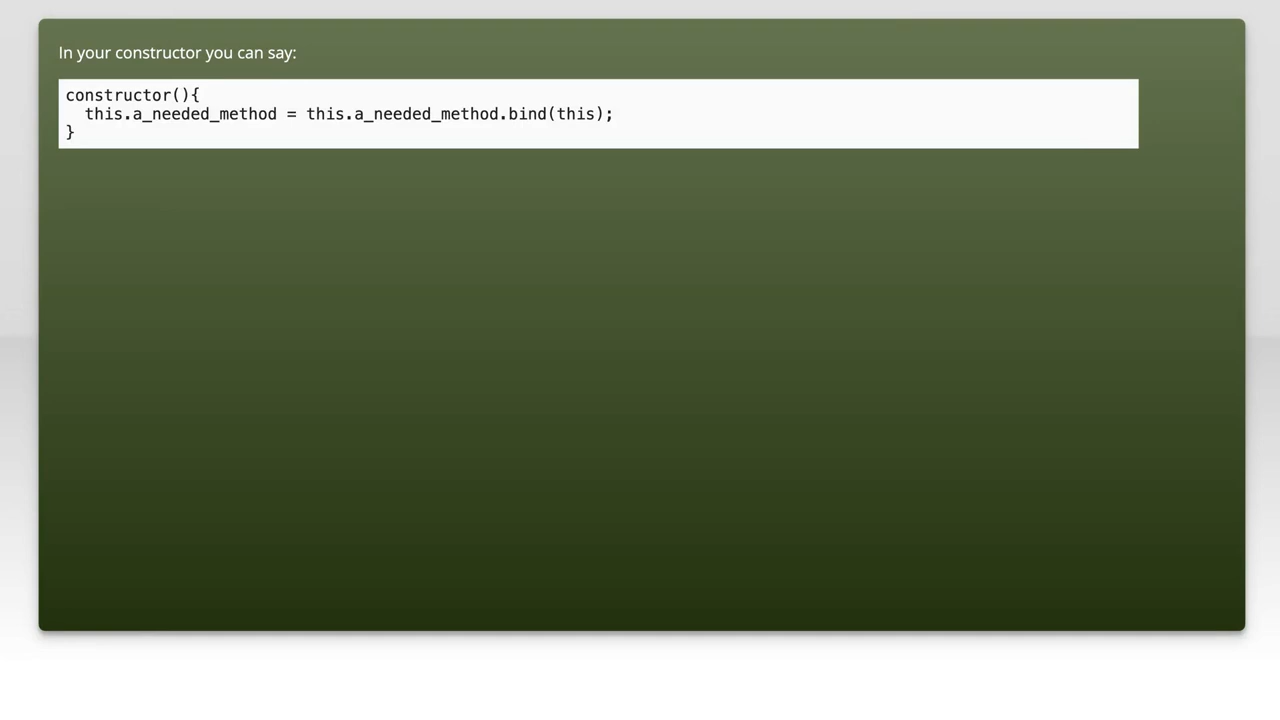 In your constructor you can say:
constructor(){
  this.a_needed_method = this.a_needed_method.bind(this);
}